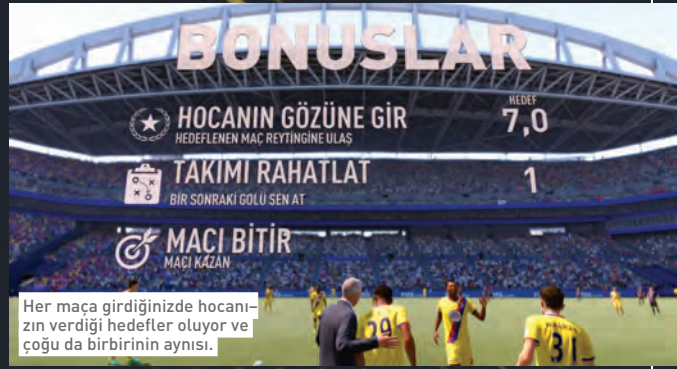 BONUSLAR
HEDEF
HOCANIN GÖZÜNE GİR 7,0
HEDEFLENEN MAÇ REYTİNGİNE ULAŞ
TAKIMI RAHATLAT 1
BİR SONRAKİ GOLÜ SEN AT
MAÇI BİTİR
MAÇI KAZAN
Her maça girdiğinizde hocanı-
zın verdiği hedefler oluyor ve
çoğu da birbirinin aynısı.
29
31